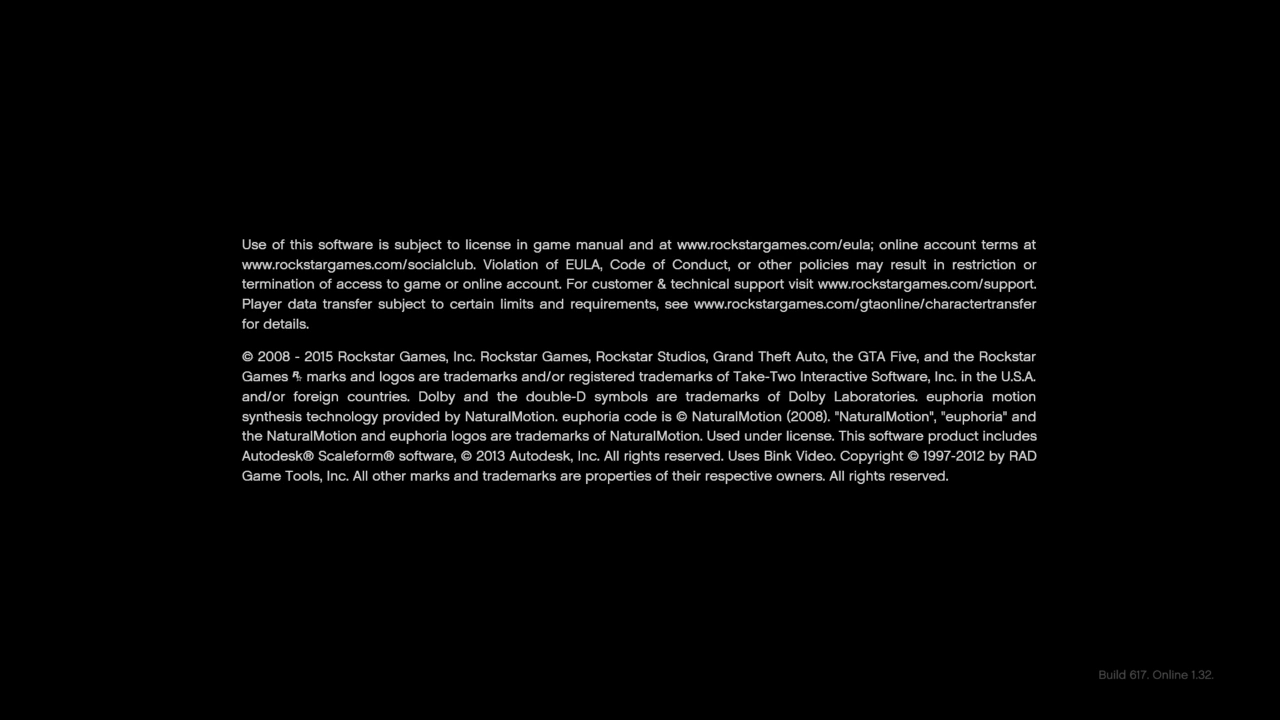 Use of this software is subject to license in game manual and at www.rockstargames.com/eula; online account terms at
www.rockstargames.com/socialclub. Violation of EULA, Code of Conduct, or other policies may result in restriction or
termination of access to game or online account. For customer & technical support visit www.rockstargames.com/support.
Player data transfer subject to certain limits and requirements, see www.rockstargames.com/gtaonline/charactertransfer
for details.
© 2008 - 2015 Rockstar Games, Inc. Rockstar Games, Rockstar Studios, Grand Theft Auto, the GTA Five, and the Rockstar
Games R* marks and logos are trademarks and/or registered trademarks of Take-Two Interactive Software, Inc. in the U.S.A.
and/or foreign countries. Dolby and the double-D symbols are trademarks of Dolby Laboratories. euphoria motion
synthesis technology provided by NaturalMotion. euphoria code is © NaturalMotion (2008). "NaturalMotion", "euphoria" and
the NaturalMotion and euphoria logos are trademarks of NaturalMotion. Used under license. This software product includes
Autodesk® Scaleform® software, © 2013 Autodesk, Inc. All rights reserved. Uses Bink Video. Copyright © 1997-2012 by RAD
Game Tools, Inc. All other marks and trademarks are properties of their respective owners. All rights reserved.
Build 617. Online 1.32.